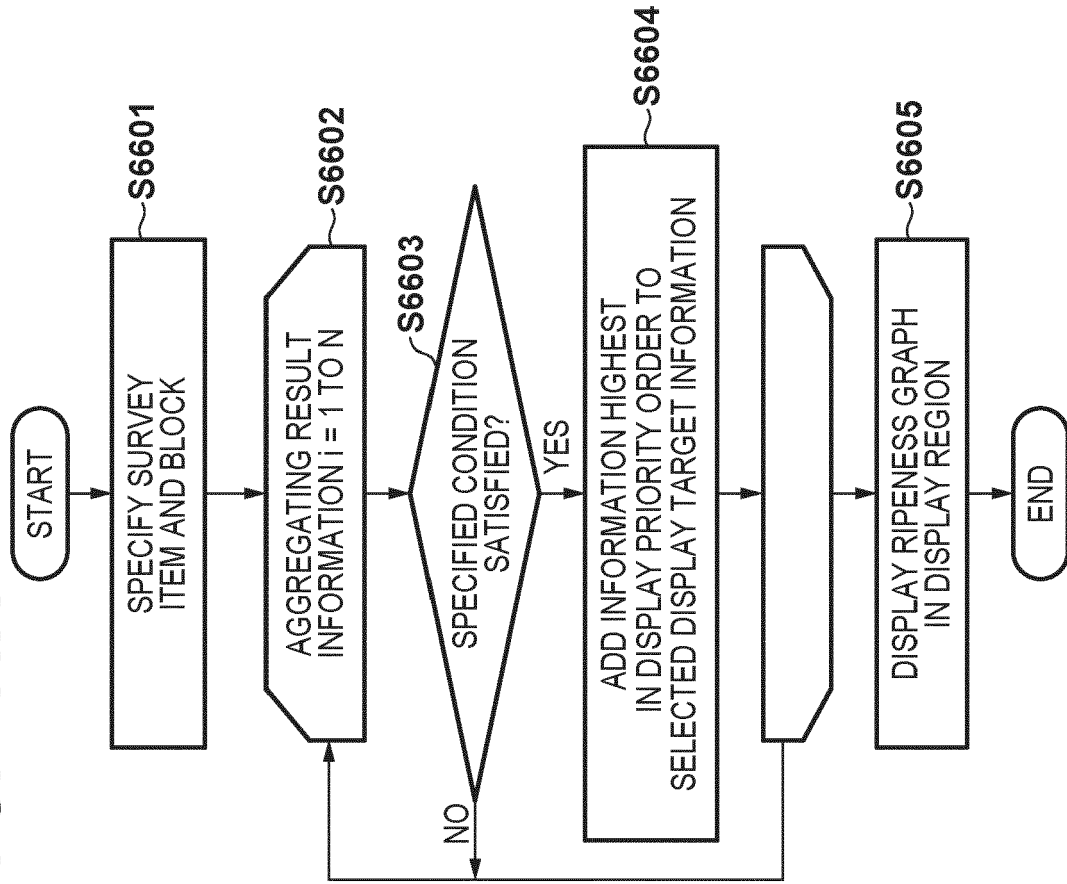 START
SPECIFY SURVEY
ITEM AND BLOCK
S6601
AGGREGATING RESULT
INFORMATION i = 1 TO N
S6602
SPECIFIED CONDITION
SATISFIED?
S6603
NO
YES
ADD INFORMATION HIGHEST
IN DISPLAY PRIORITY ORDER TO
SELECTED DISPLAY TARGET INFORMATION
S6604
DISPLAY RIPENESS GRAPH
IN DISPLAY REGION
S6605
END